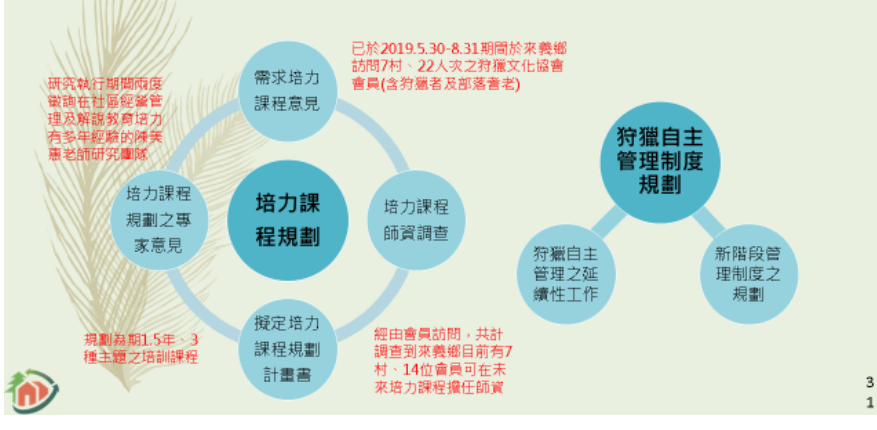 已於2019.5.30-8.31期間於來義鄉
訪問7村、22人次之狩獵文化協會
會員(含狩獵者及部落耆老)
需求培力
課程意見
研究執行期間兩度
徵詢在社區經營管
理及解說教育培力
有多年經驗的陳美
惠老師研究團隊
培力課程
規劃之專
家意見
培力課
程規劃
培力課程
師資調查
擬定培力
課程規劃
計畫書
規劃為期1.5年、3
種主題之培訓課程
經由會員訪問，共計
調查到來義鄉目前有7
村、14位會員可在未
來培力課程擔任師資
狩獵自主
管理制度
規劃
狩獵自主
管理之延
續性工作
新階段管
理制度之
規劃
3
1